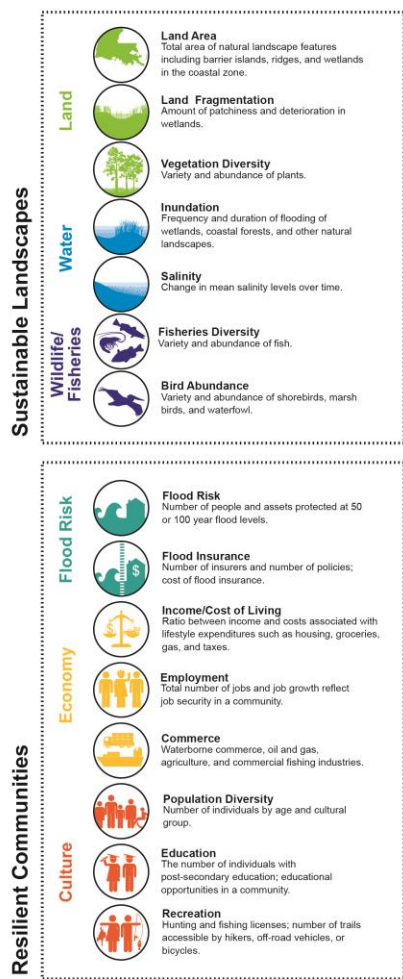 Sustainable Landscapes
Land
Land Area
Total area of natural landscape features
including barrier islands, ridges, and wetlands
in the coastal zone.
Land Fragmentation
Amount of patchiness and deterioration in
wetlands.
Vegetation Diversity
Variety and abundance of plants.
Water
Inundation
Frequency and duration of flooding of
wetlands, coastal forests, and other natural
landscapes.
Salinity
Change in mean salinity levels over time.
Wildlife/
Fisheries
Fisheries Diversity
Variety and abundance of fish.
Bird Abundance
Variety and abundance of shorebirds, marsh
birds, and waterfowl.
Resilient Communities
Flood Risk
Flood Risk
Number of people and assets protected at 50
or 100 year flood levels.
$
Flood Insurance
Number of insurers and number of policies;
cost of flood insurance.
Economy
$
Income/Cost of Living
Ratio between income and costs associated with
lifestyle expenditures such as housing, groceries,
gas, and taxes.
Employment
Total number of jobs and job growth reflect
job security in a community.
Commerce
Waterborne commerce, oil and gas,
agriculture, and commercial fishing industries.
Culture
Population Diversity
Number of individuals by age and cultural
group.
Education
The number of individuals with
post-secondary education; educational
opportunities in a community.
Recreation
Hunting and fishing licenses; number of trails
accessible by hikers, off-road vehicles, or
bicycles.